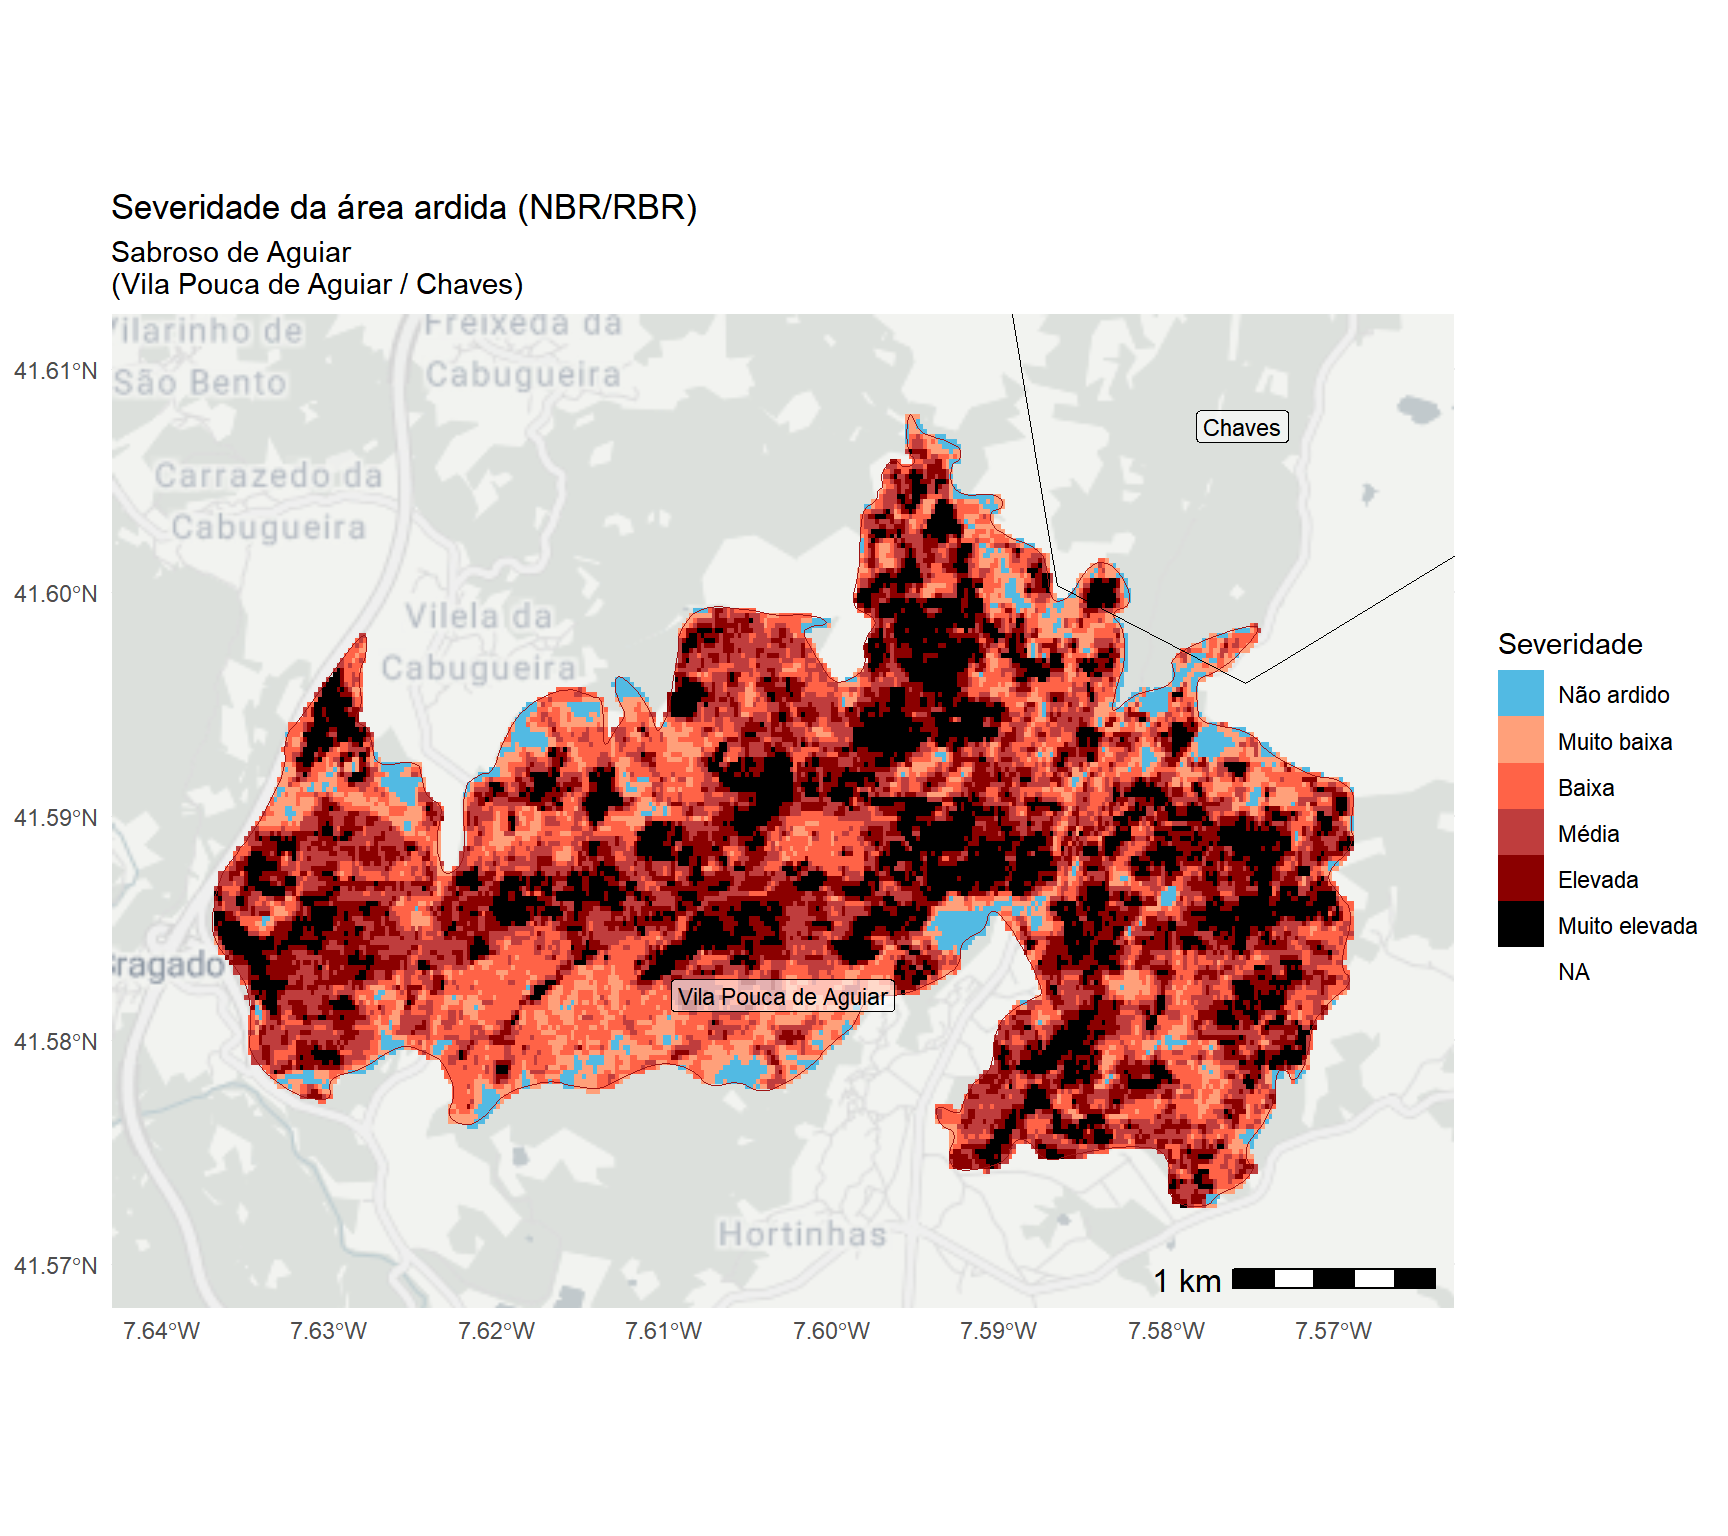 Severidade da área ardida (NBR/RBR)
Sabroso de Aguiar
(Vila Pouca de Aguiar / Chaves)
Vilarinho de
São Bento
Freixeda da
Cabugueira
41.61°N
Chaves
Carrazedo da
Cabugueira
41.60°N
Vilela da
Cabugueira
41.59°N
Bragado
Vila Pouca de Aguiar
41.58°N
Hortinhas
41.57°N
1 km
7.64°W
7.63°W
7.62°W
7.61°W
7.60°W
7.59°W
7.58°W
7.57°W
Severidade
Não ardido
Muito baixa
Baixa
Média
Elevada
Muito elevada
NA